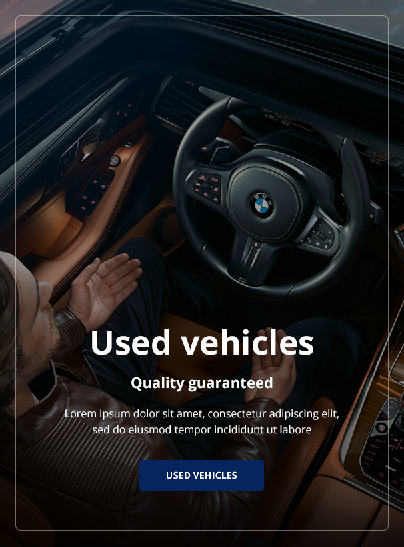 Used vehicles
Quality guaranteed
Lorem ipsum dolor sit amet, consectetur adipiscing elit,
sed do eiusmod tempor incididunt ut labore
USED VEHICLES